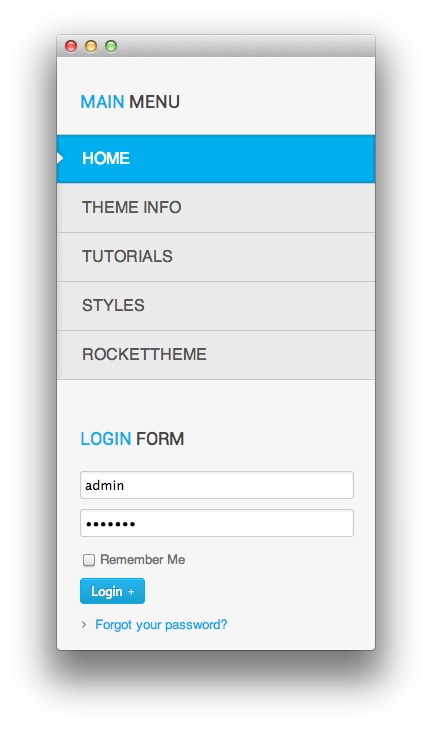 MAIN MENU
HOME
THEME INFO
TUTORIALS
STYLES
ROCKETTHEME
LOGIN FORM
admin
•••••••
Remember Me
Login +
Forgot your password?